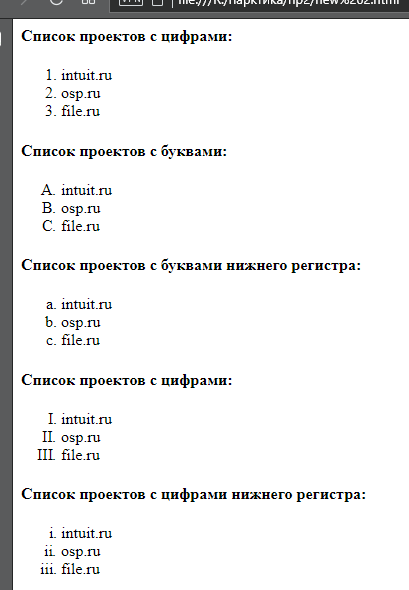 VPN
file:///K:/парктика/пр2/new%202.html
Список проектов с цифрами:
1. intuit.ru
2. osp.ru
3. file.ru
Список проектов с буквами:
A. intuit.ru
B. osp.ru
C. file.ru
Список проектов с буквами нижнего регистра:
a. intuit.ru
b. osp.ru
c. file.ru
Список проектов с цифрами:
I. intuit.ru
II. osp.ru
III. file.ru
Список проектов с цифрами нижнего регистра:
i. intuit.ru
ii. osp.ru
iii. file.ru